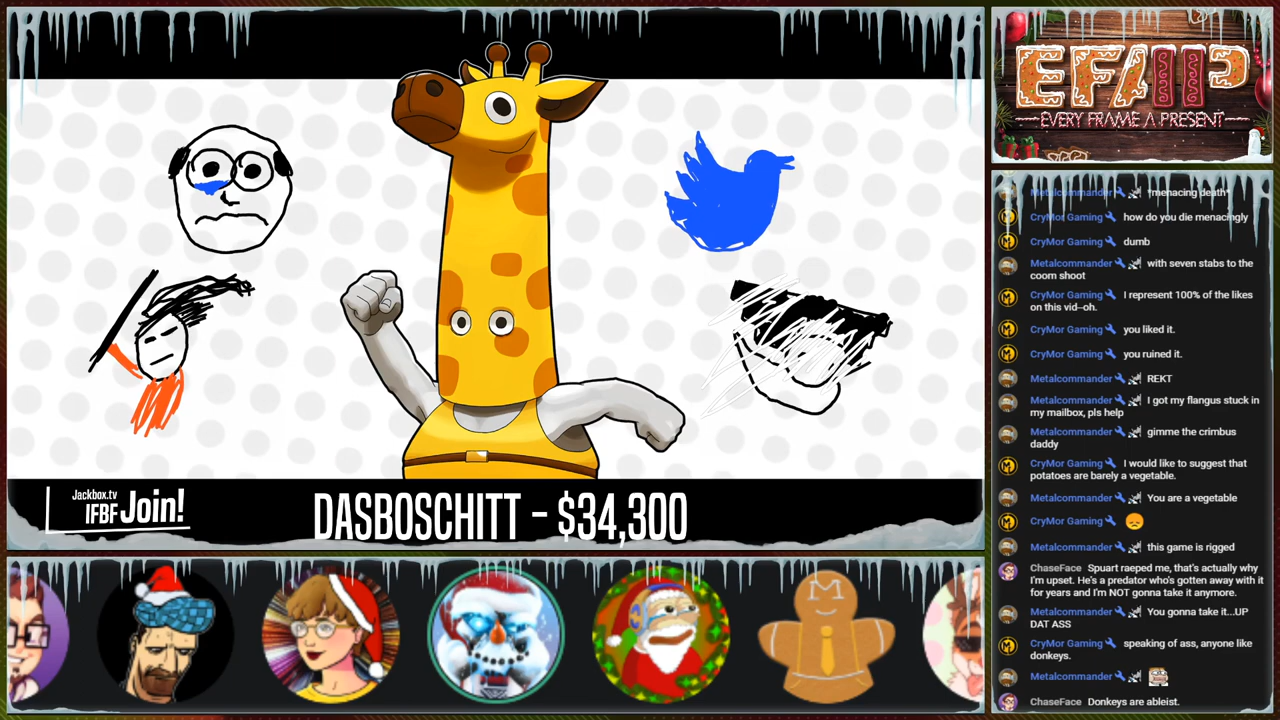 EFAP
EVERY FRAME A PRESENT
Metalcommander *menacing death*
CryMor Gaming how do you die menacingly
CryMor Gaming dumb
Metalcommander with seven stabs to the
coom shoot
CryMor Gaming I represent 100% of the likes
on this vid--oh.
CryMor Gaming you liked it.
CryMor Gaming you ruined it.
Metalcommander REKT
Metalcommander I got my flangus stuck in
my mailbox, pls help
Metalcommander gimme the crimbus
daddy
CryMor Gaming I would like to suggest that
potatoes are barely a vegetable.
Metalcommander You are a vegetable
CryMor Gaming
Metalcommander this game is rigged
ChaseFace Spuart raeped me, that's actually why
I'm upset. He's a predator who's gotten away with it
for years and I'm NOT gonna take it anymore.
Metalcommander You gonna take it...UP
DAT ASS
CryMor Gaming speaking of ass, anyone like
donkeys.
Metalcommander
ChaseFace Donkeys are ableist.
Jackbox.tv
IFBF Join!
DASBOSCHITT - $34,300
M